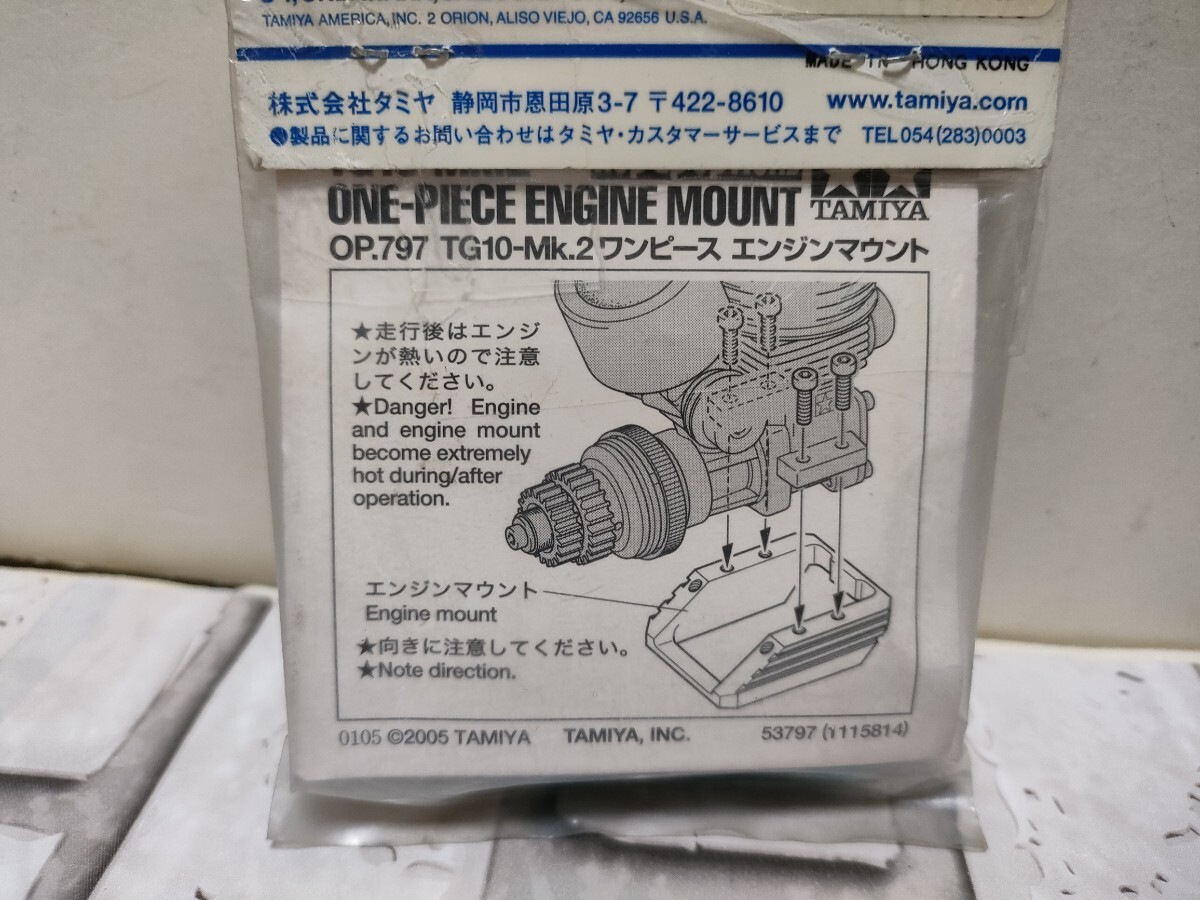 TAMIYA AMERICA, INC. 2 ORION, ALISO VIEJO, CA 92656 U.S.A.
MADE IN HONG KONG
株式会社タミヤ 静岡市恩田原3-7 〒422-8610 www.tamiya.com
製品に関するお問い合わせはタミヤ・カスタマーサービスまで TEL054(283)0003
ONE-PIECE ENGINE MOUNT TAMIYA
OP.797 TG10-Mk.2 ワンピース エンジンマウント
★走行後はエンジ
ンが熱いので注意
してください。
★Danger! Engine
and engine mount
become extremely
hot during/after
operation.
エンジンマウント
Engine mount
★向きに注意してください。
★Note direction.
0105 ©2005 TAMIYA TAMIYA, INC. 53797 (1115814)